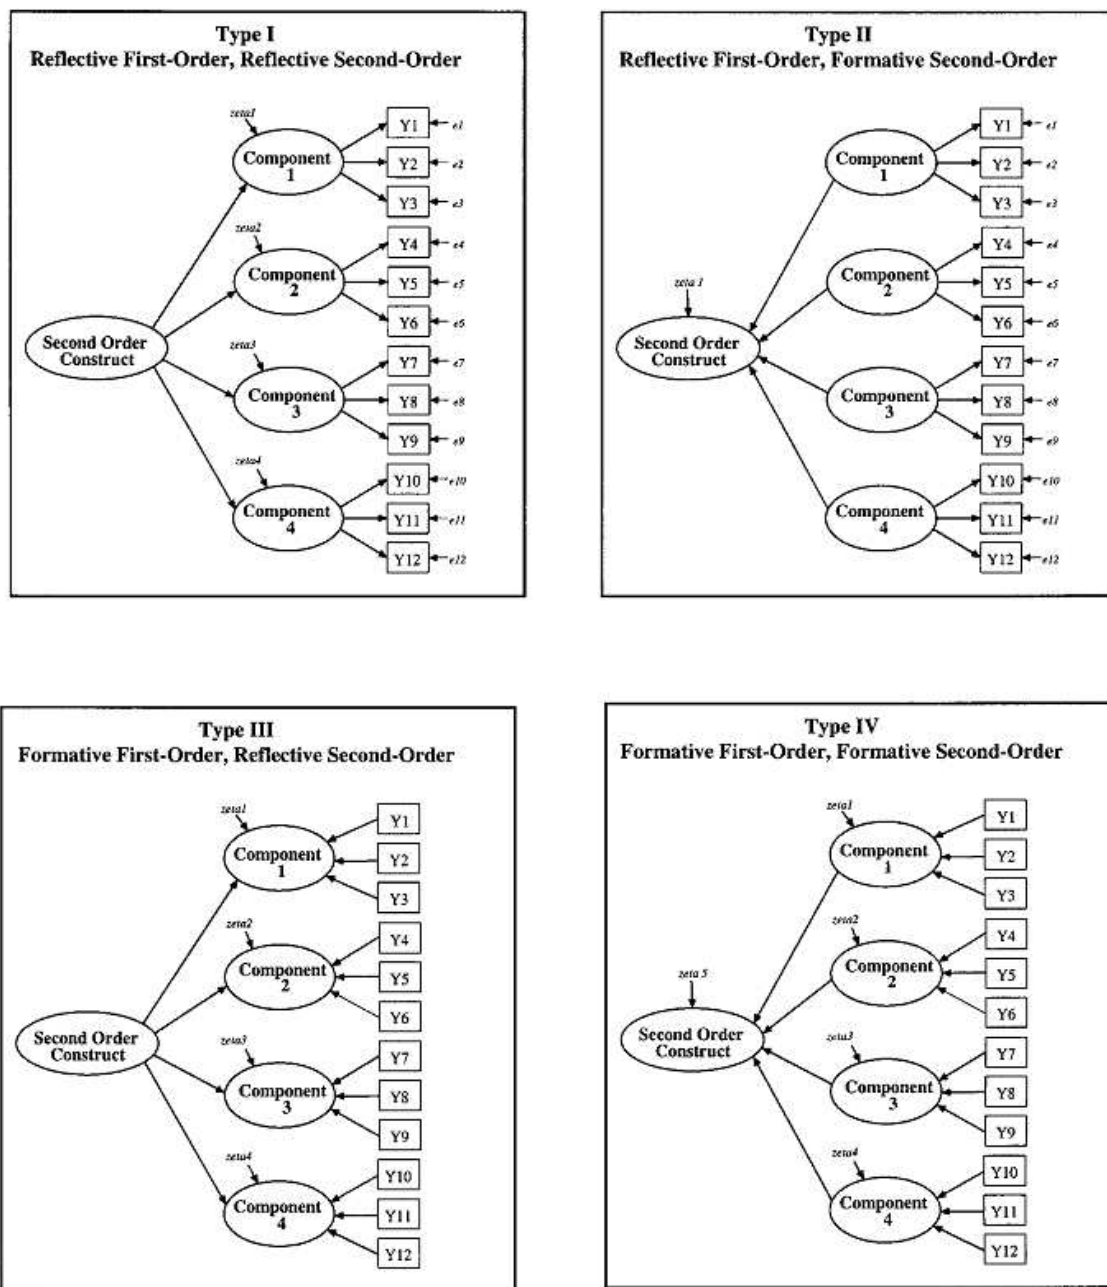 Type I
Reflective First-Order, Reflective Second-Order
zeta1
Component
1
Y1
e1
Y2
e2
Y3
e3
zeta2
Component
2
Y4
e4
Y5
e5
Y6
e6
Second Order
Construct
zeta3
Component
3
Y7
e7
Y8
e8
Y9
e9
zeta4
Component
4
Y10
e10
Y11
e11
Y12
e12
Type II
Reflective First-Order, Formative Second-Order
Component
1
Y1
e1
Y2
e2
Y3
e3
Component
2
Y4
e4
Y5
e5
Y6
e6
zeta 1
Second Order
Construct
Component
3
Y7
e7
Y8
e8
Y9
e9
Component
4
Y10
e10
Y11
e11
Y12
e12
Type III
Formative First-Order, Reflective Second-Order
zeta1
Component
1
Y1
Y2
Y3
zeta2
Component
2
Y4
Y5
Y6
Second Order
Construct
zeta3
Component
3
Y7
Y8
Y9
zeta4
Component
4
Y10
Y11
Y12
Type IV
Formative First-Order, Formative Second-Order
zeta1
Component
1
Y1
Y2
Y3
zeta2
Component
2
Y4
Y5
Y6
zeta 5
Second Order
Construct
zeta3
Component
3
Y7
Y8
Y9
zeta4
Component
4
Y10
Y11
Y12